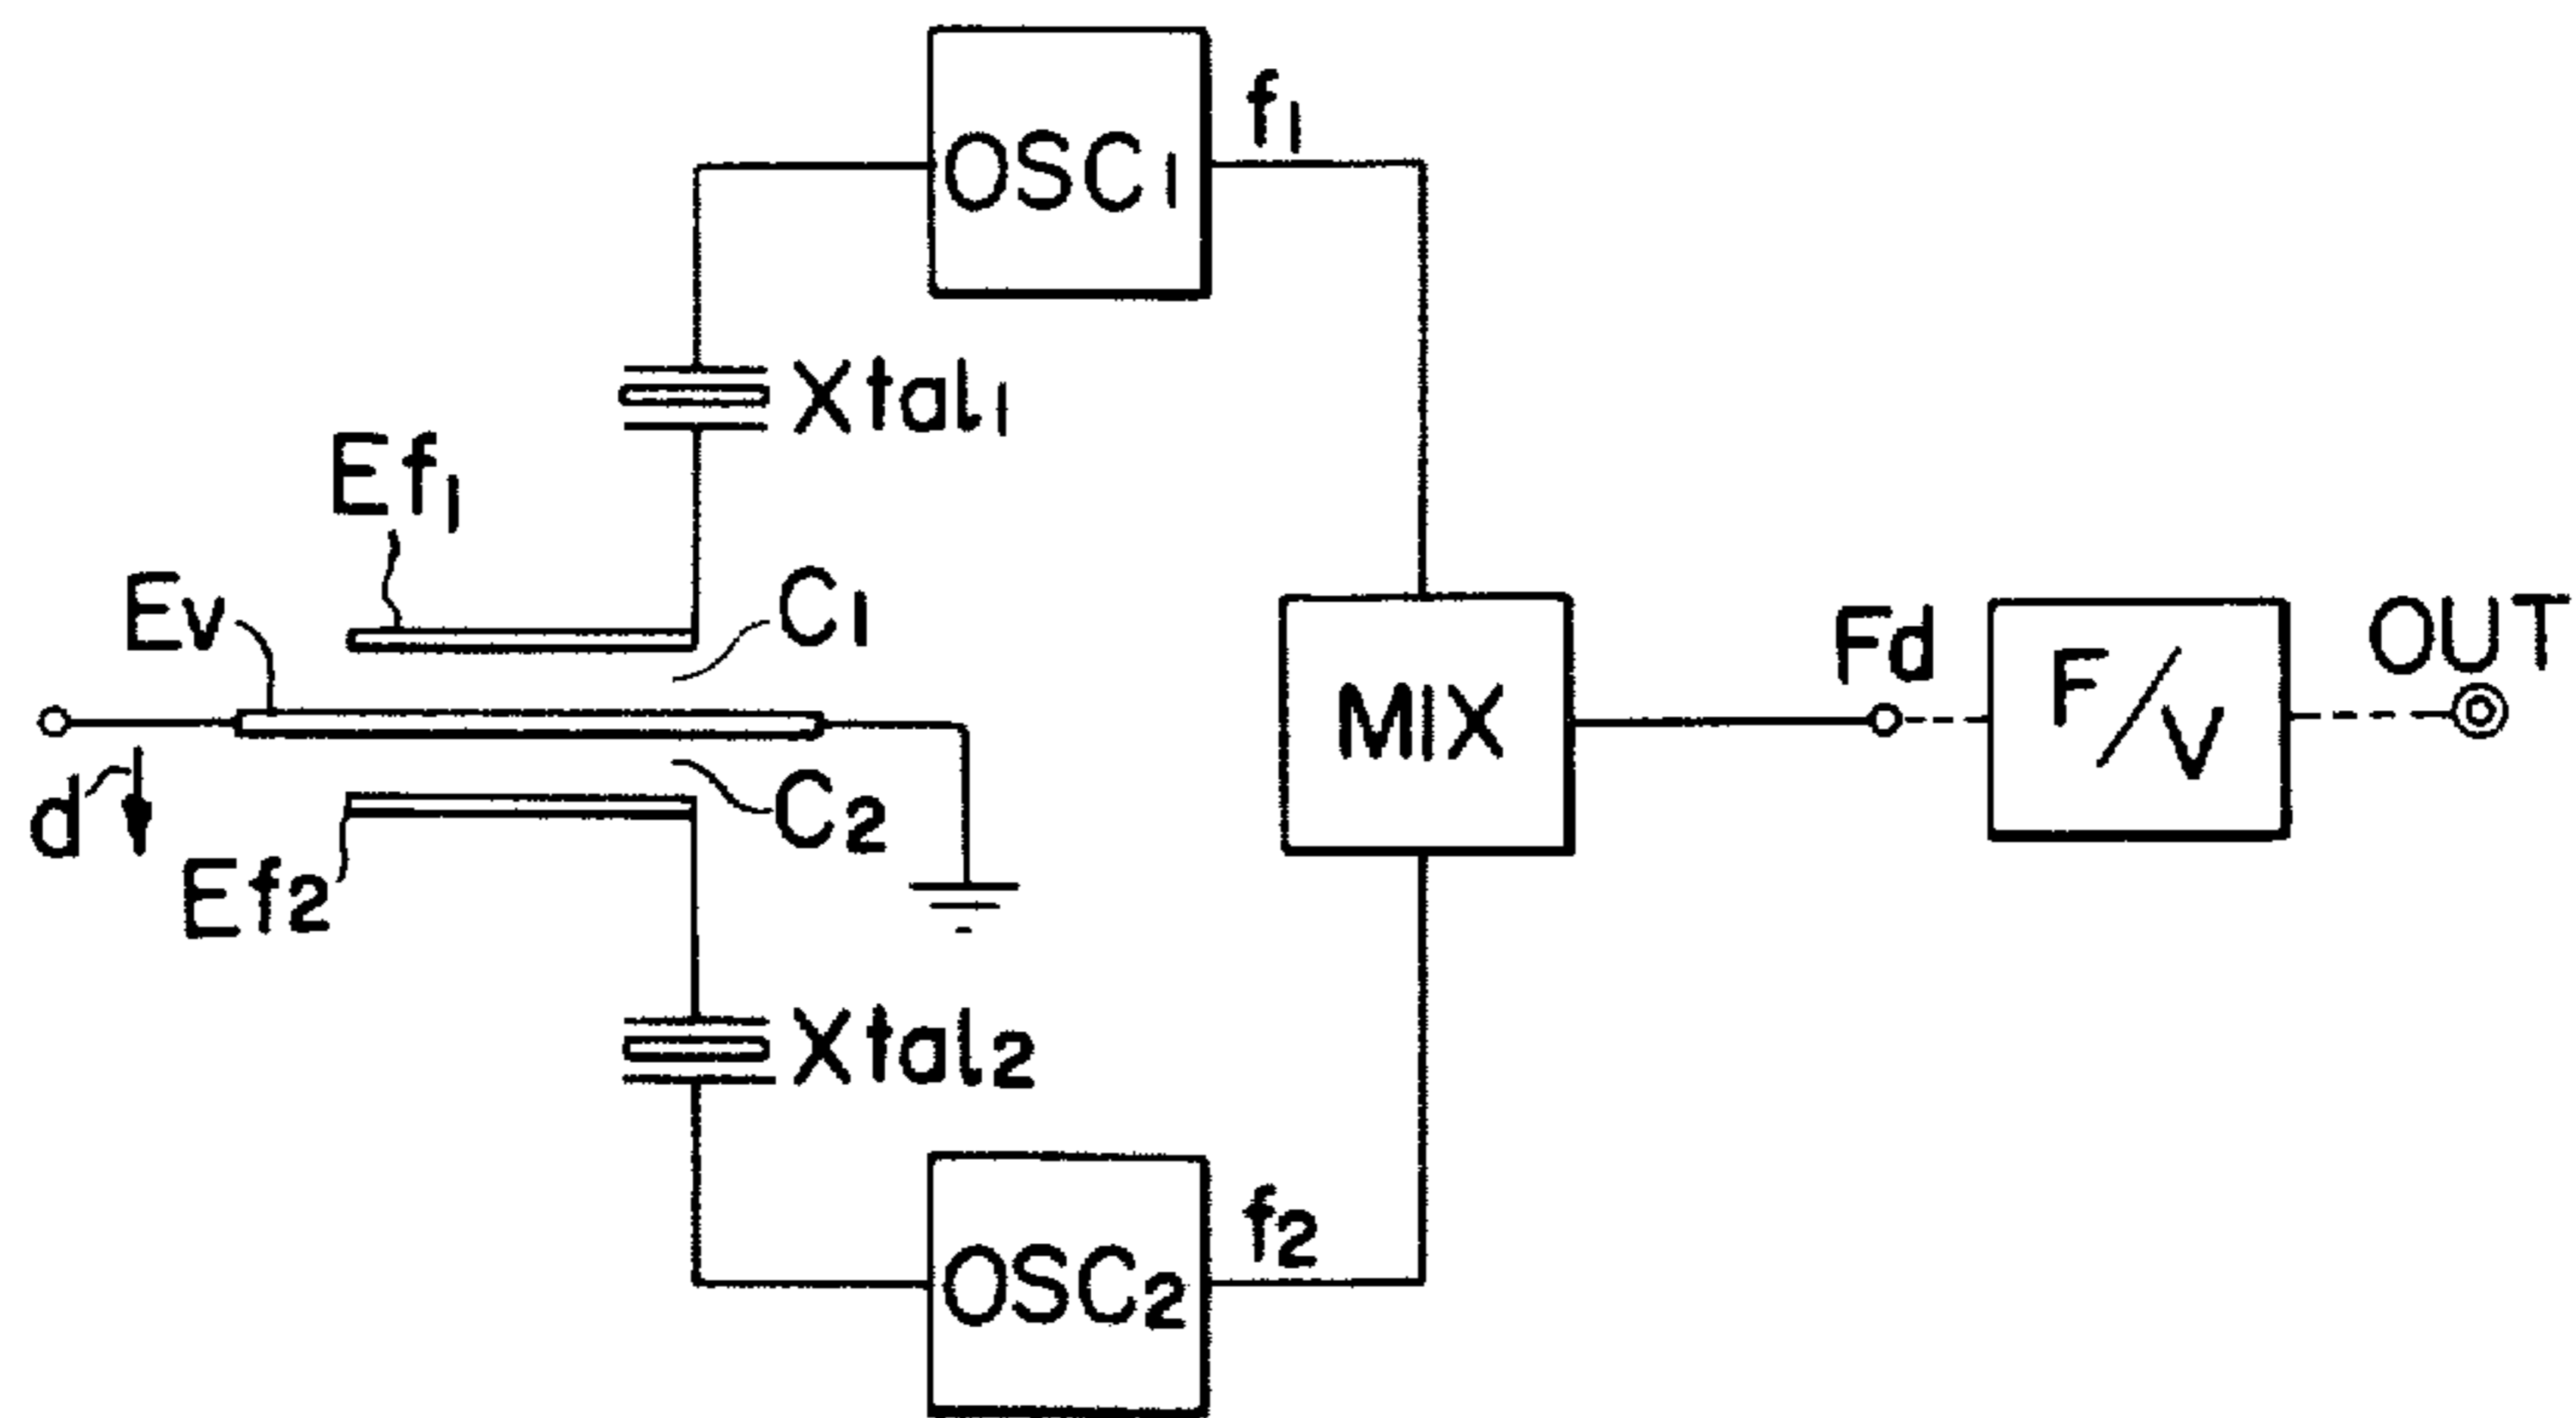 OSC1
f1
Xtal1
Ef1
Ev
C1
Fd
F/V
OUT
MIX
d
C2
Ef2
Xtal2
OSC2
f2